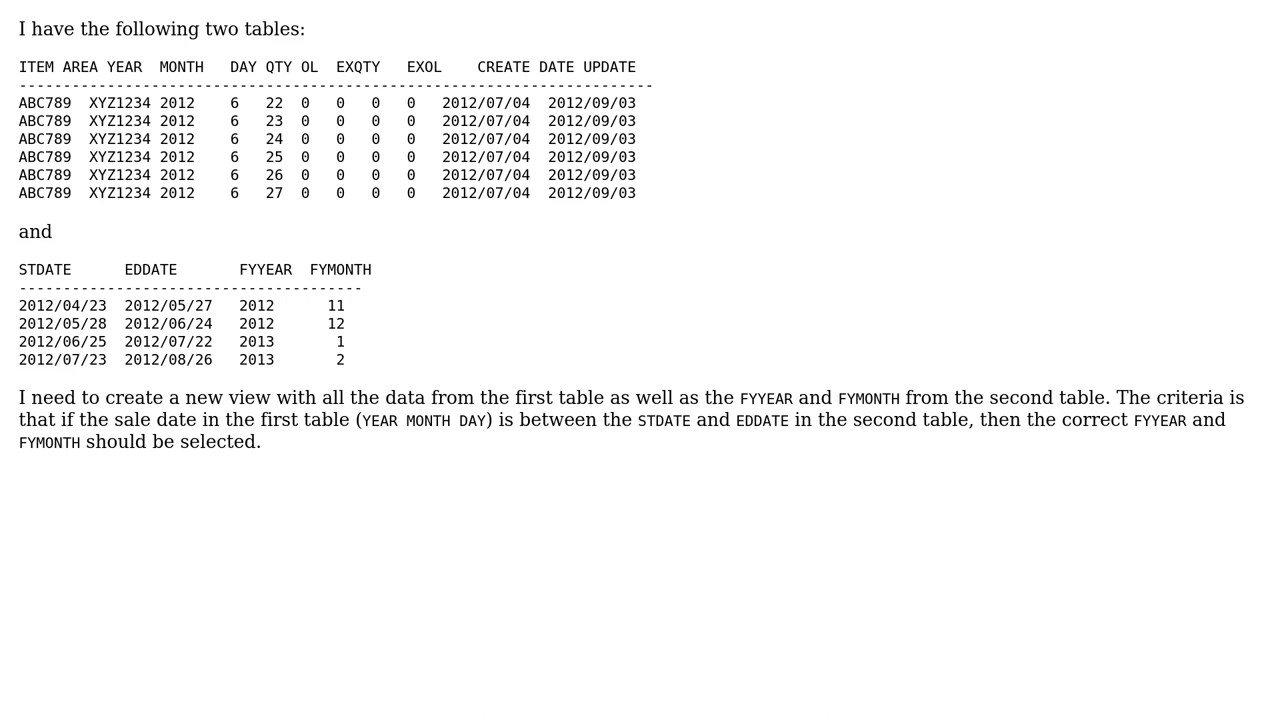 I have the following two tables:
ITEM AREA YEAR  MONTH   DAY QTY OL  EXQTY   EXOL    CREATE DATE UPDATE
------------------------------------------------------------------------
ABC789  XYZ1234 2012    6   22  0   0   0   0   2012/07/04  2012/09/03
ABC789  XYZ1234 2012    6   23  0   0   0   0   2012/07/04  2012/09/03
ABC789  XYZ1234 2012    6   24  0   0   0   0   2012/07/04  2012/09/03
ABC789  XYZ1234 2012    6   25  0   0   0   0   2012/07/04  2012/09/03
ABC789  XYZ1234 2012    6   26  0   0   0   0   2012/07/04  2012/09/03
ABC789  XYZ1234 2012    6   27  0   0   0   0   2012/07/04  2012/09/03
and
STDATE      EDDATE       FYYEAR  FYMONTH
---------------------------------------
2012/04/23  2012/05/27   2012      11
2012/05/28  2012/06/24   2012      12
2012/06/25  2012/07/22   2013       1
2012/07/23  2012/08/26   2013       2
I need to create a new view with all the data from the first table as well as the FYYEAR and FYMONTH from the second table. The criteria is
that if the sale date in the first table (YEAR MONTH DAY) is between the STDATE and EDDATE in the second table, then the correct FYYEAR and
FYMONTH should be selected.